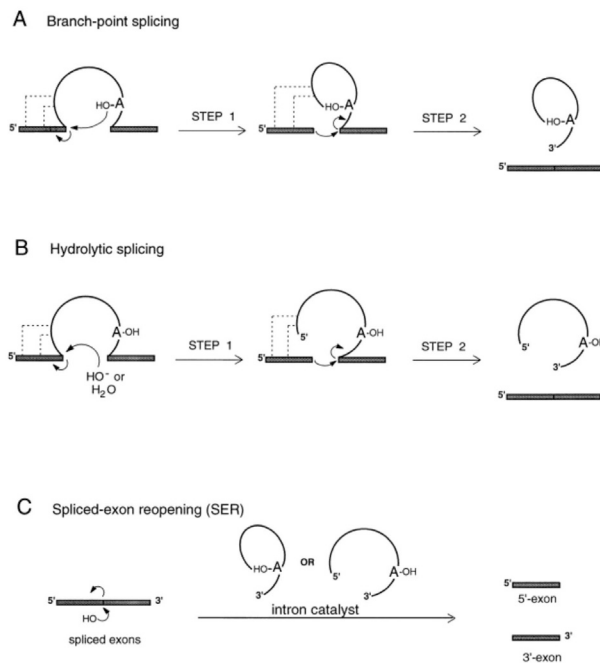 A Branch-point splicing
HO-A HO-A HO-A
5' STEP 1 STEP 2 3'
5'
B Hydrolytic splicing
A-OH A-OH A-OH
5' STEP 1 5' STEP 2 5' 3'
HO- or
H2O
5'
C Spliced-exon reopening (SER)
HO-A OR 5' A-OH
3' 3'
5' 3' intron catalyst 5'
HO 5'-exon
spliced exons 3'
3'-exon